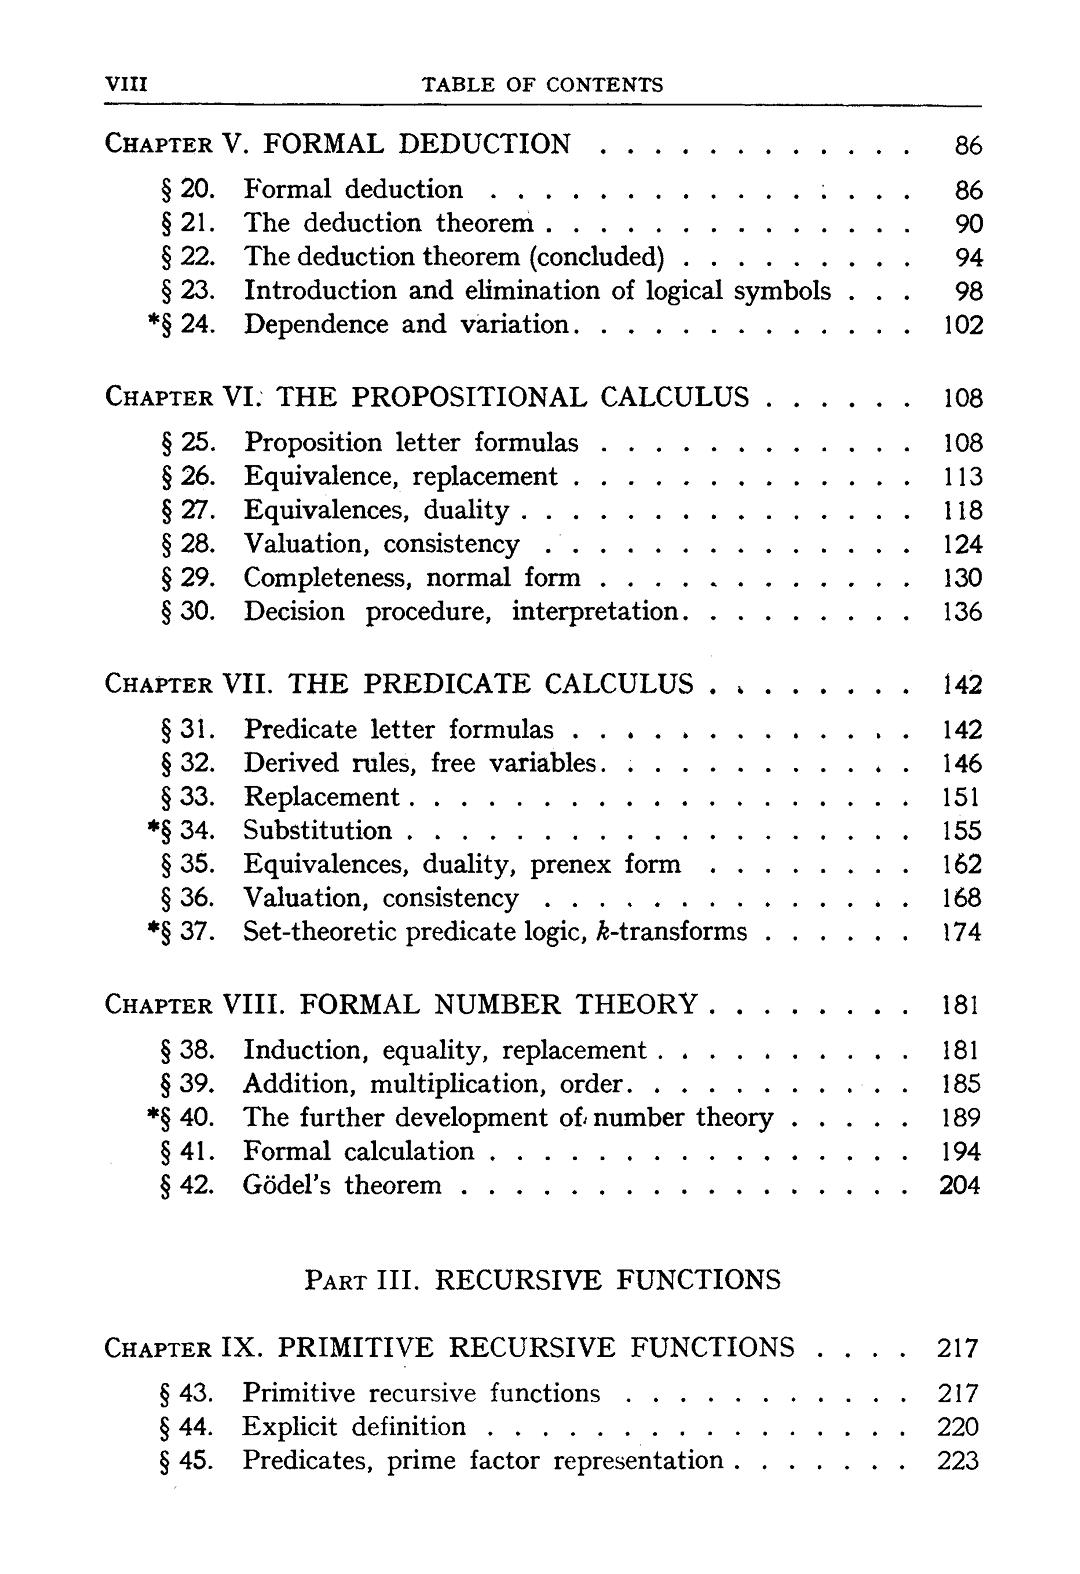 VIII TABLE OF CONTENTS
CHAPTER V. FORMAL DEDUCTION . . . . . . . . . . . . 86
§ 20. Formal deduction . . . . . . . . . . . . . . . . 86
§ 21. The deduction theorem . . . . . . . . . . . . . . 90
§ 22. The deduction theorem (concluded) . . . . . . . . . 94
§ 23. Introduction and elimination of logical symbols . . . 98
*§ 24. Dependence and variation . . . . . . . . . . . . . 102
CHAPTER VI. THE PROPOSITIONAL CALCULUS . . . . . . 108
§ 25. Proposition letter formulas . . . . . . . . . . . . 108
§ 26. Equivalence, replacement . . . . . . . . . . . . . 113
§ 27. Equivalences, duality . . . . . . . . . . . . . . . 118
§ 28. Valuation, consistency . . . . . . . . . . . . . . 124
§ 29. Completeness, normal form . . . . . . . . . . . . 130
§ 30. Decision procedure, interpretation . . . . . . . . . 136
CHAPTER VII. THE PREDICATE CALCULUS . . . . . . . . 142
§ 31. Predicate letter formulas . . . . . . . . . . . . . 142
§ 32. Derived rules, free variables . . . . . . . . . . . . 146
§ 33. Replacement . . . . . . . . . . . . . . . . . . . 151
*§ 34. Substitution . . . . . . . . . . . . . . . . . . . 155
§ 35. Equivalences, duality, prenex form . . . . . . . . 162
§ 36. Valuation, consistency . . . . . . . . . . . . . . 168
*§ 37. Set-theoretic predicate logic, k-transforms . . . . . . 174
CHAPTER VIII. FORMAL NUMBER THEORY . . . . . . . . 181
§ 38. Induction, equality, replacement . . . . . . . . . . 181
§ 39. Addition, multiplication, order . . . . . . . . . . . 185
*§ 40. The further development of number theory . . . . . 189
§ 41. Formal calculation . . . . . . . . . . . . . . . . 194
§ 42. Gödel's theorem . . . . . . . . . . . . . . . . . 204
PART III. RECURSIVE FUNCTIONS
CHAPTER IX. PRIMITIVE RECURSIVE FUNCTIONS . . . . 217
§ 43. Primitive recursive functions . . . . . . . . . . . 217
§ 44. Explicit definition . . . . . . . . . . . . . . . . 220
§ 45. Predicates, prime factor representation . . . . . . . 223